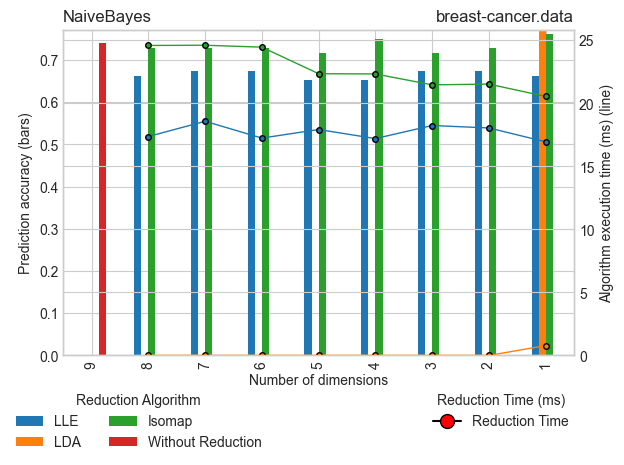 NaiveBayes breast-cancer.data
Prediction accuracy (bars)
0.7
0.6
0.5
0.4
0.3
0.2
0.1
0.0
25
20
15
10
5
0
Algorithm execution time (ms) (line)
9 8 7 6 5 4 3 2 1
Number of dimensions
Reduction Algorithm
LLE Isomap
LDA Without Reduction
Reduction Time (ms)
Reduction Time